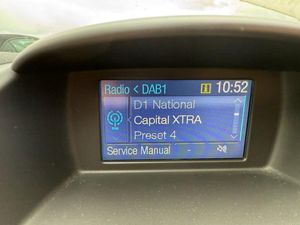 Radio < DAB1 10:52
D1 National
Capital XTRA
Preset 4
Service Manual -